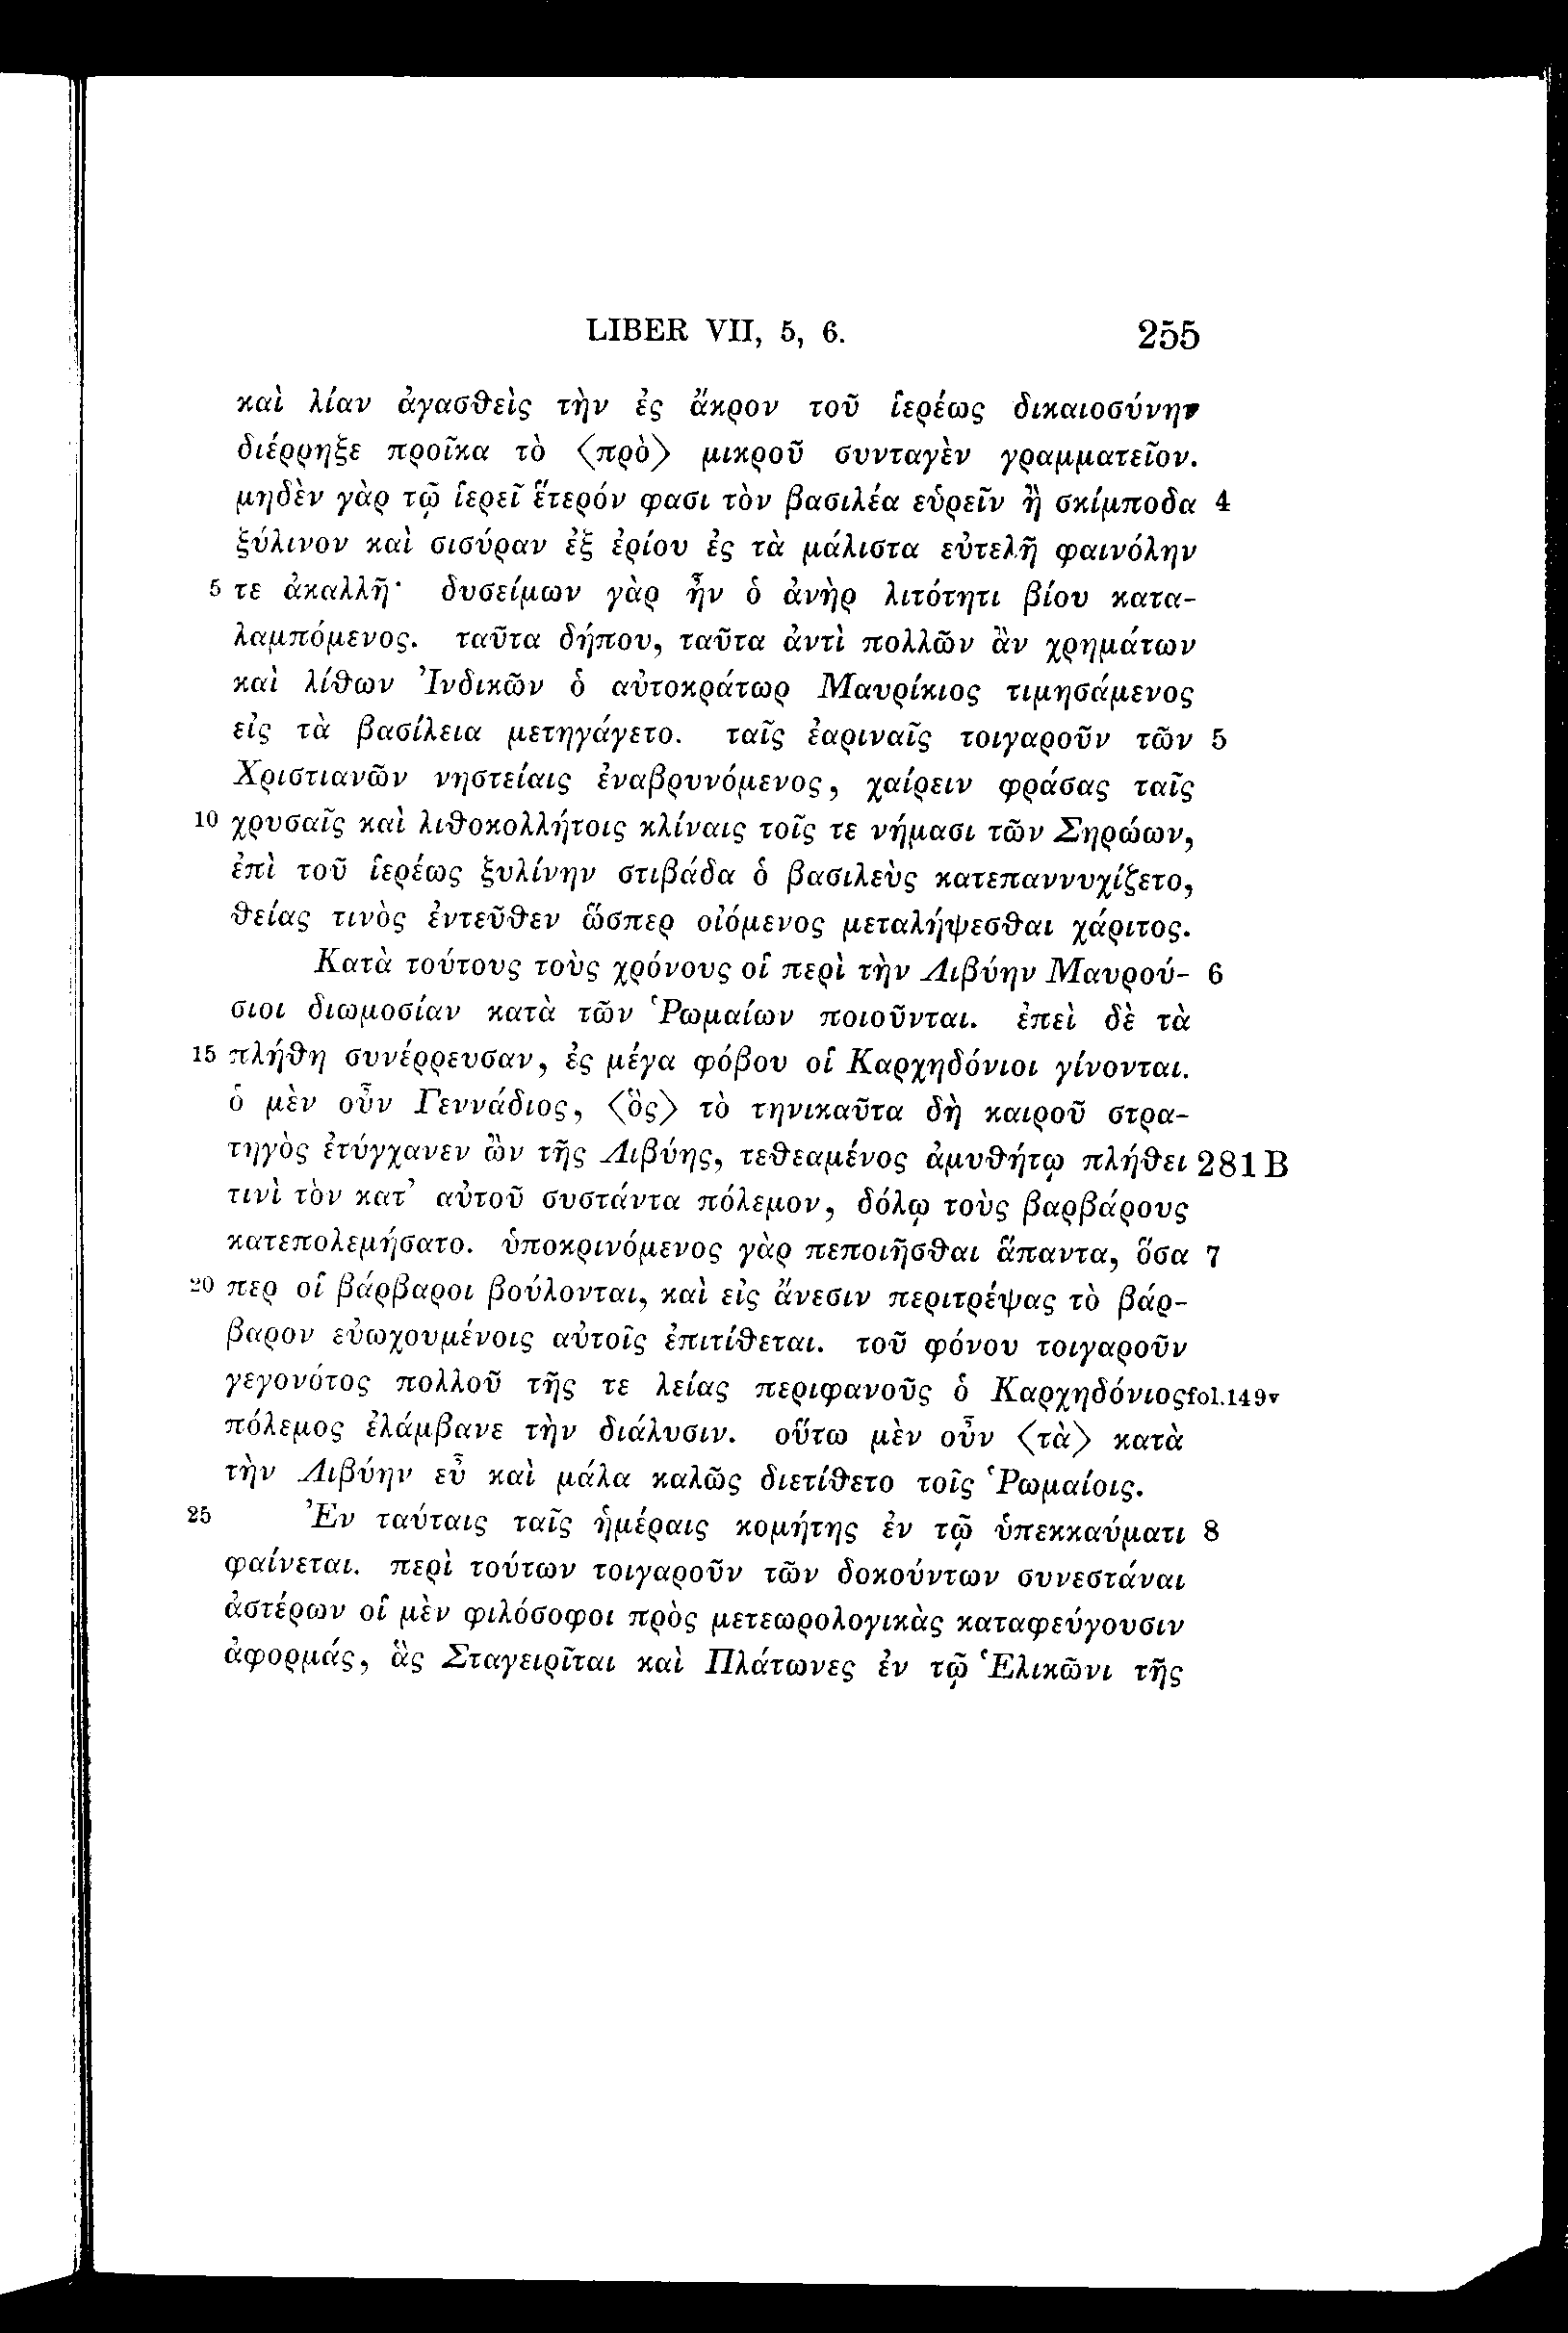 LIBER VII, 5, 6. 255
καὶ λίαν ἀγασθεὶς τὴν ἐς ἄκρον τοῦ ἱερέως δικαιοσύνην
διέρρηξε προῖκα τὸ ⟨πρὸ⟩ μικροῦ συνταγὲν γραμματεῖον.
μηδὲν γὰρ τῷ ἱερεῖ ἕτερόν φασι τὸν βασιλέα εὑρεῖν ἢ σκίμποδα 4
ξύλινον καὶ σισύραν ἐξ ἐρίου ἐς τὰ μάλιστα εὐτελῆ φαινόλην
5 τε ἀκαλλῆ· δυσείμων γὰρ ἦν ὁ ἀνὴρ λιτότητι βίου κατα-
λαμπόμενος. ταῦτα δήπου, ταῦτα ἀντὶ πολλῶν ἂν χρημάτων
καὶ λίθων Ἰνδικῶν ὁ αὐτοκράτωρ Μαυρίκιος τιμησάμενος
εἰς τὰ βασίλεια μετηγάγετο. ταῖς ἐαριναῖς τοιγαροῦν τῶν 5
Χριστιανῶν νηστείαις ἐναβρυνόμενος, χαίρειν φράσας ταῖς
10 χρυσαῖς καὶ λιθοκολλήτοις κλίναις τοῖς τε νήμασι τῶν Σηρώων,
ἐπὶ τοῦ ἱερέως ξυλίνην στιβάδα ὁ βασιλεὺς κατεπαννυχίζετο,
θείας τινὸς ἐντεῦθεν ὥσπερ οἰόμενος μεταλήψεσθαι χάριτος.
Κατὰ τούτους τοὺς χρόνους οἱ περὶ τὴν Λιβύην Μαυρού- 6
σιοι διωμοσίαν κατὰ τῶν Ῥωμαίων ποιοῦνται. ἐπεὶ δὲ τὰ
15 πλήθη συνέρρευσαν, ἐς μέγα φόβου οἱ Καρχηδόνιοι γίνονται.
ὁ μὲν οὖν Γεννάδιος, ⟨ὃς⟩ τὸ τηνικαῦτα δὴ καιροῦ στρα-
τηγὸς ἐτύγχανεν ὢν τῆς Λιβύης, τεθεαμένος ἀμυθήτῳ πλήθει 281 B
τινὶ τὸν κατ’ αὐτοῦ συστάντα πόλεμον, δόλῳ τοὺς βαρβάρους
κατεπολεμήσατο. ὑποκρινόμενος γὰρ πεποιῆσθαι ἅπαντα, ὅσα 7
20 περ οἱ βάρβαροι βούλονται, καὶ εἰς ἄνεσιν περιτρέψας τὸ βάρ-
βαρον εὐωχουμένοις αὐτοῖς ἐπιτίθεται. τοῦ φόνου τοιγαροῦν
γεγονότος πολλοῦ τῆς τε λείας περιφανοῦς ὁ Καρχηδόνιος fol.149v
πόλεμος ἐλάμβανε τὴν διάλυσιν. οὕτω μὲν οὖν ⟨τὰ⟩ κατὰ
τὴν Λιβύην εὖ καὶ μάλα καλῶς διετίθετο τοῖς Ῥωμαίοις.
25 Ἐν ταύταις ταῖς ἡμέραις κομήτης ἐν τῷ ὑπεκκαύματι 8
φαίνεται. περὶ τούτων τοιγαροῦν τῶν δοκούντων συνεστάναι
ἀστέρων οἱ μὲν φιλόσοφοι πρὸς μετεωρολογικὰς καταφεύγουσιν
ἀφορμάς, ἃς Σταγειρῖται καὶ Πλάτωνες ἐν τῷ Ἑλικῶνι τῆς